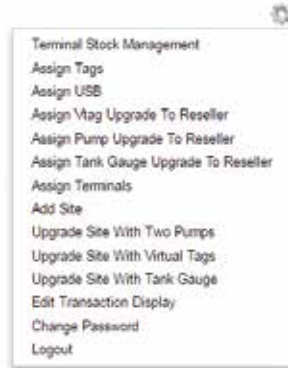 Terminal Stock Management
Assign Tags
Assign USB
Assign Vtag Upgrade To Reseller
Assign Pump Upgrade To Reseller
Assign Tank Gauge Upgrade To Reseller
Assign Terminals
Add Site
Upgrade Site With Two Pumps
Upgrade Site With Virtual Tags
Upgrade Site With Tank Gauge
Edit Transaction Display
Change Password
Logout